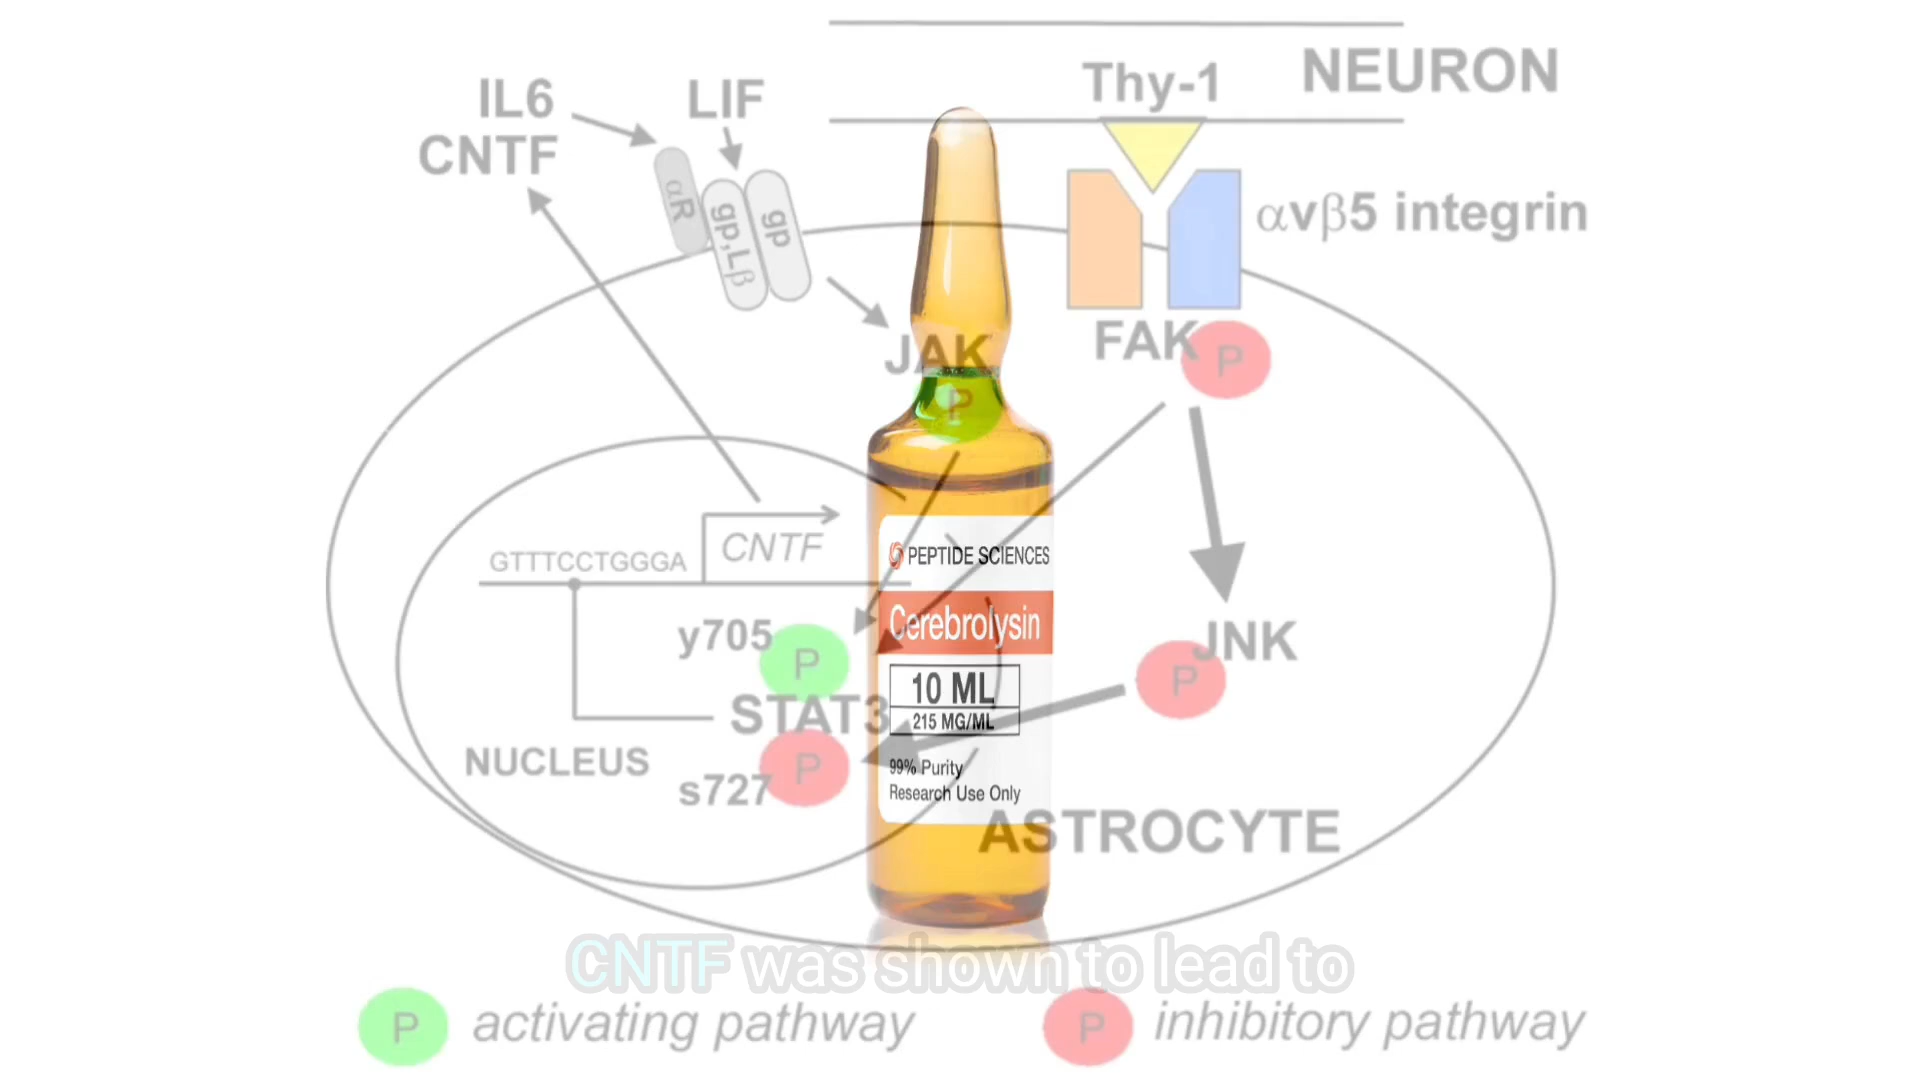 NEURON
Thy-1
IL6
LIF
CNTF
αR
gp,Lβ
gp
αvβ5 integrin
JAK
P
FAK
P
GTTTCCTGGGA
CNTF
PEPTIDE SCIENCES
Cerebrolysin
10 ML
215 MG/ML
99% Purity
Research Use Only
y705
P
STAT3
P
s727
NUCLEUS
JNK
P
ASTROCYTE
CNTF was shown to lead to
P activating pathway
P inhibitory pathway